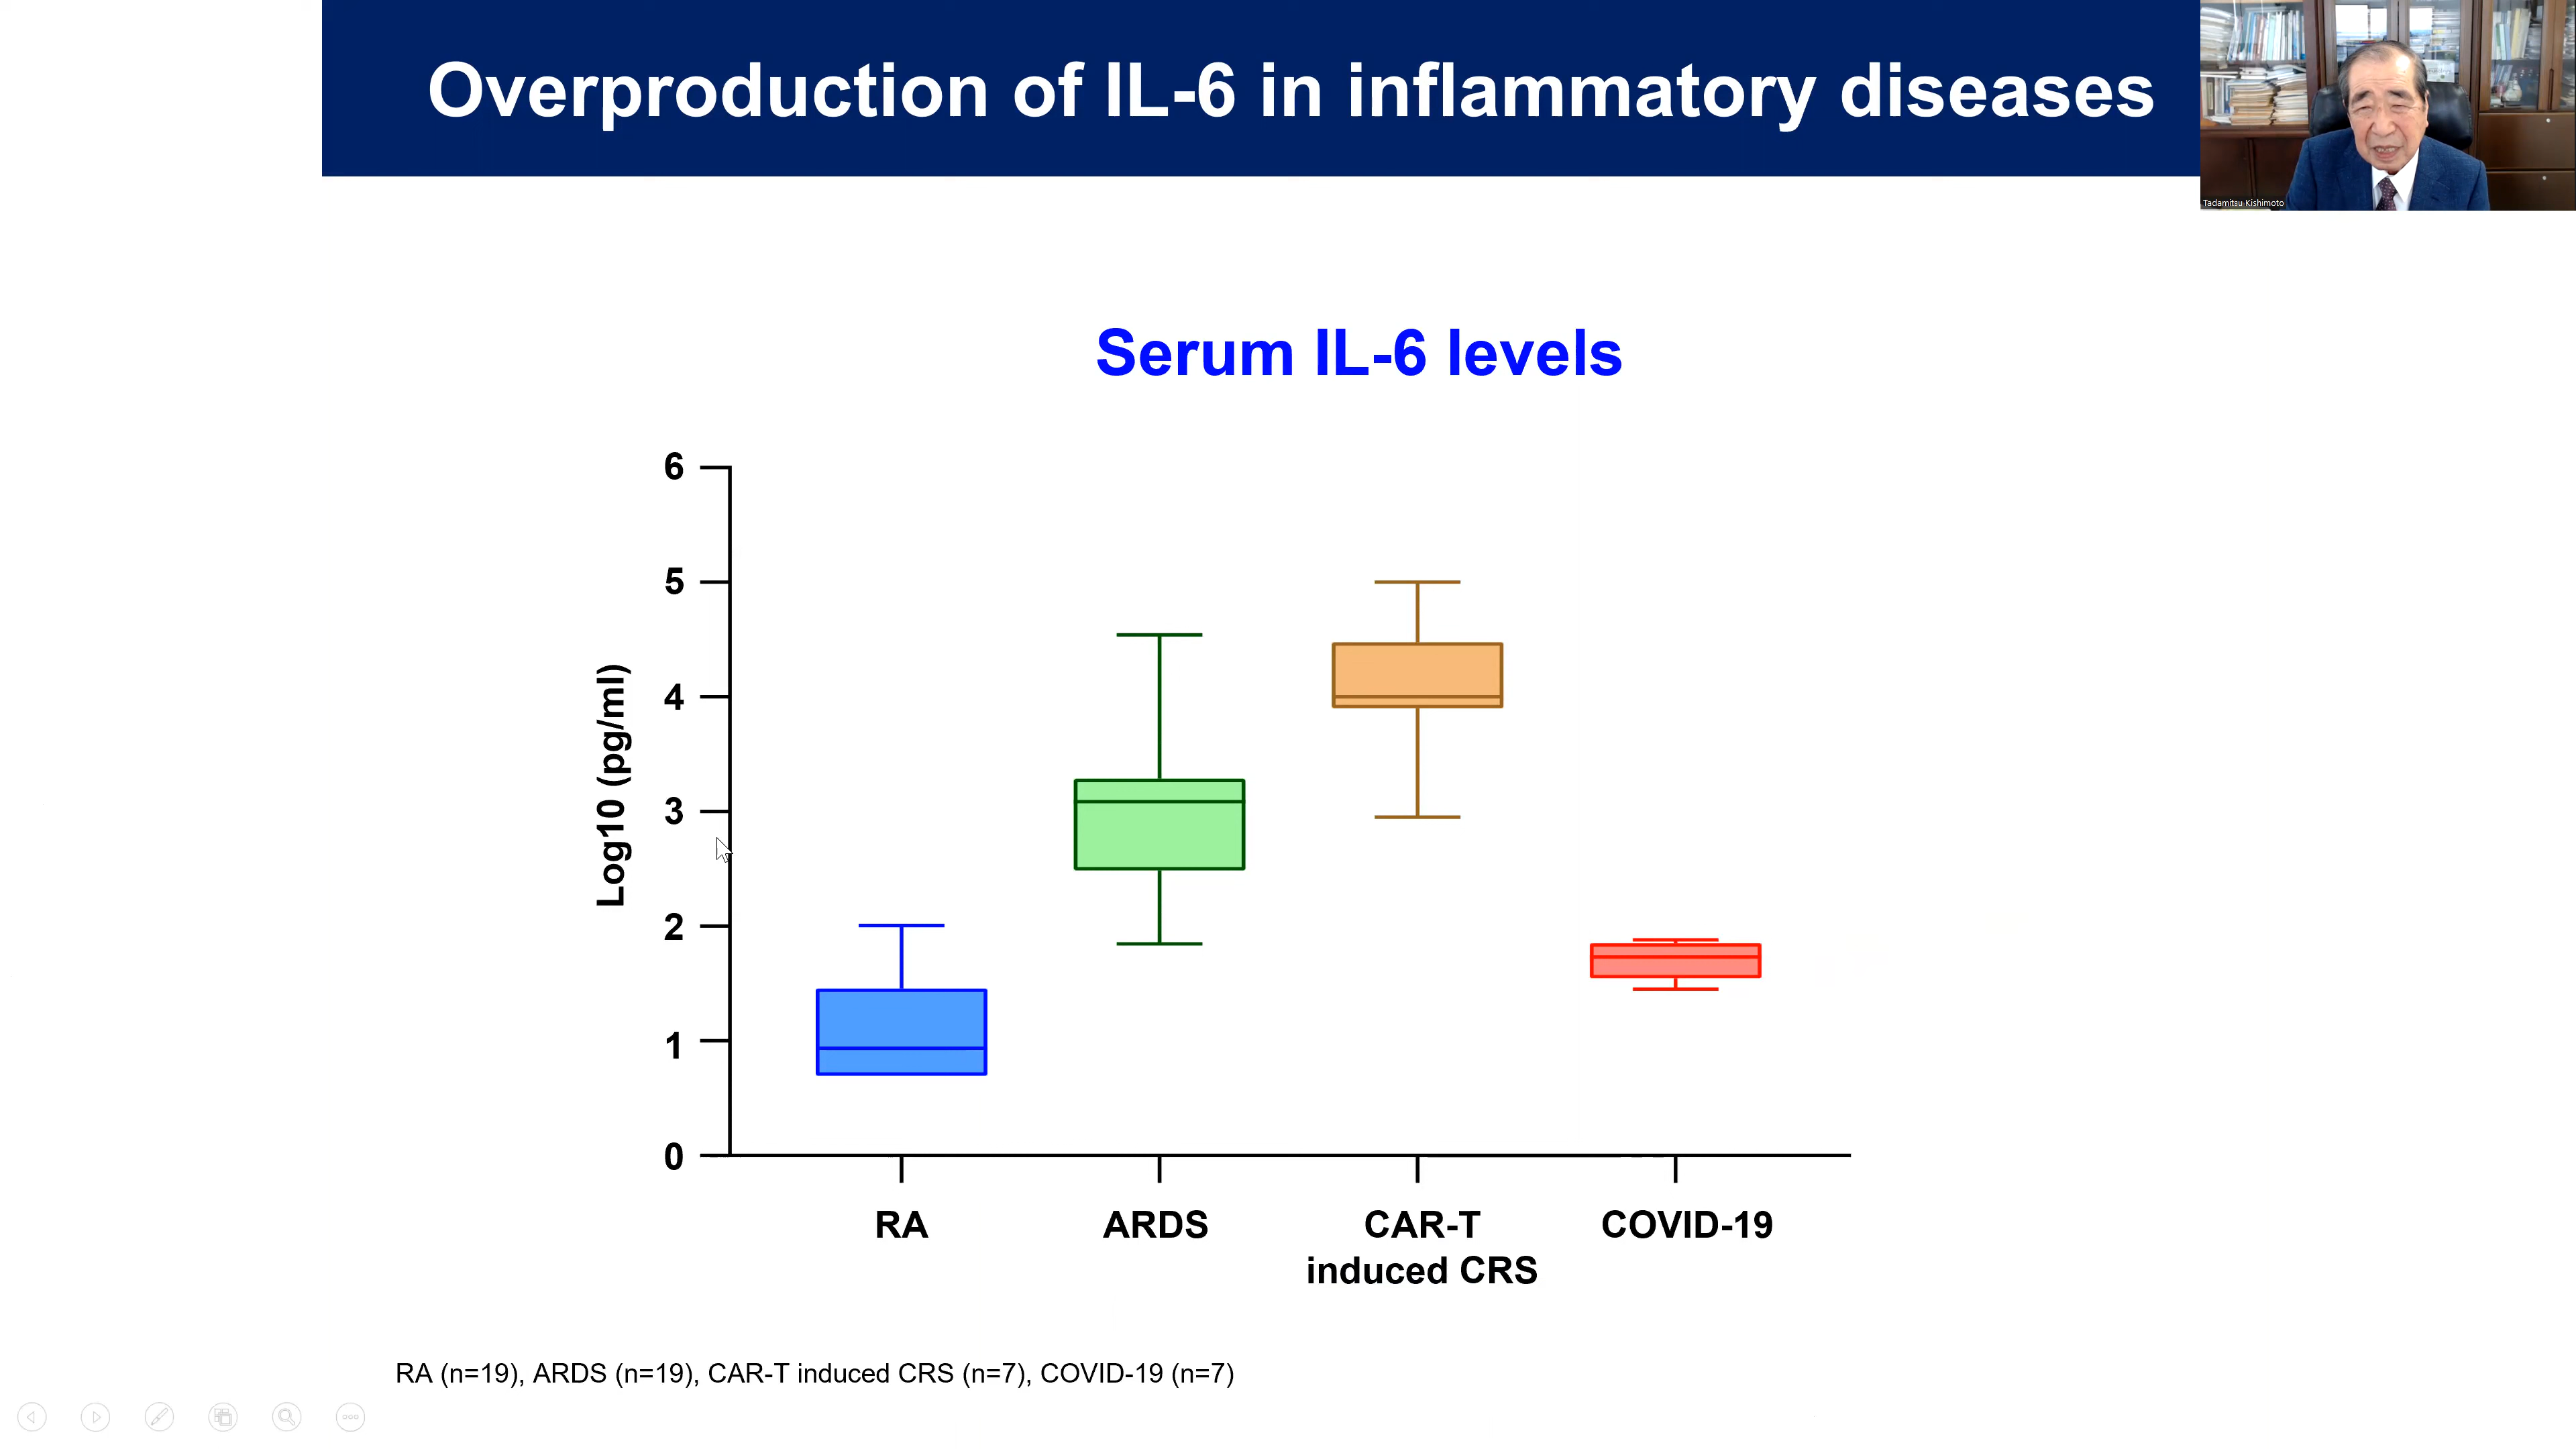 Overproduction of IL-6 in inflammatory diseases
Tadamitsu Kishimoto
Serum IL-6 levels
Log10 (pg/ml)
6
5
4
3
2
1
0
RA
ARDS
CAR-T
induced CRS
COVID-19
RA (n=19), ARDS (n=19), CAR-T induced CRS (n=7), COVID-19 (n=7)